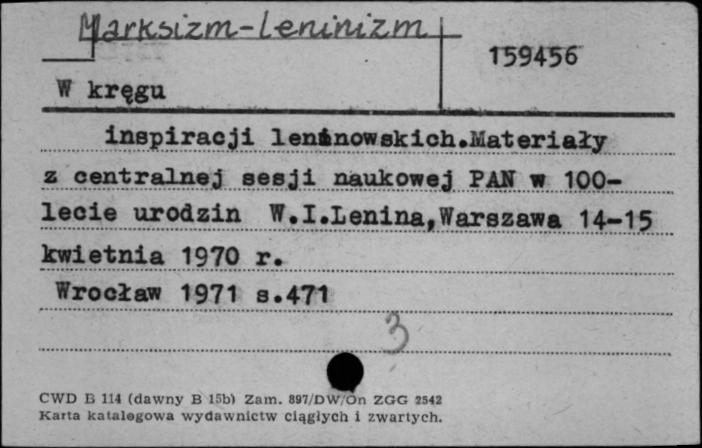 Marksizm-leninizm
159456
W kręgu
inspiracji leninowskich.Materiały
z centralnej sesji naukowej PAN w 100-
lecie urodzin W.I.Lenina,Warszawa 14-15
kwietnia 1970 r.
Wrocław 1971 s.471
3
CWD B 114 (dawny B 15b) Zam. 897/DW/On ZGG 2542
Karta katalogowa wydawnictw ciągłych i zwartych.